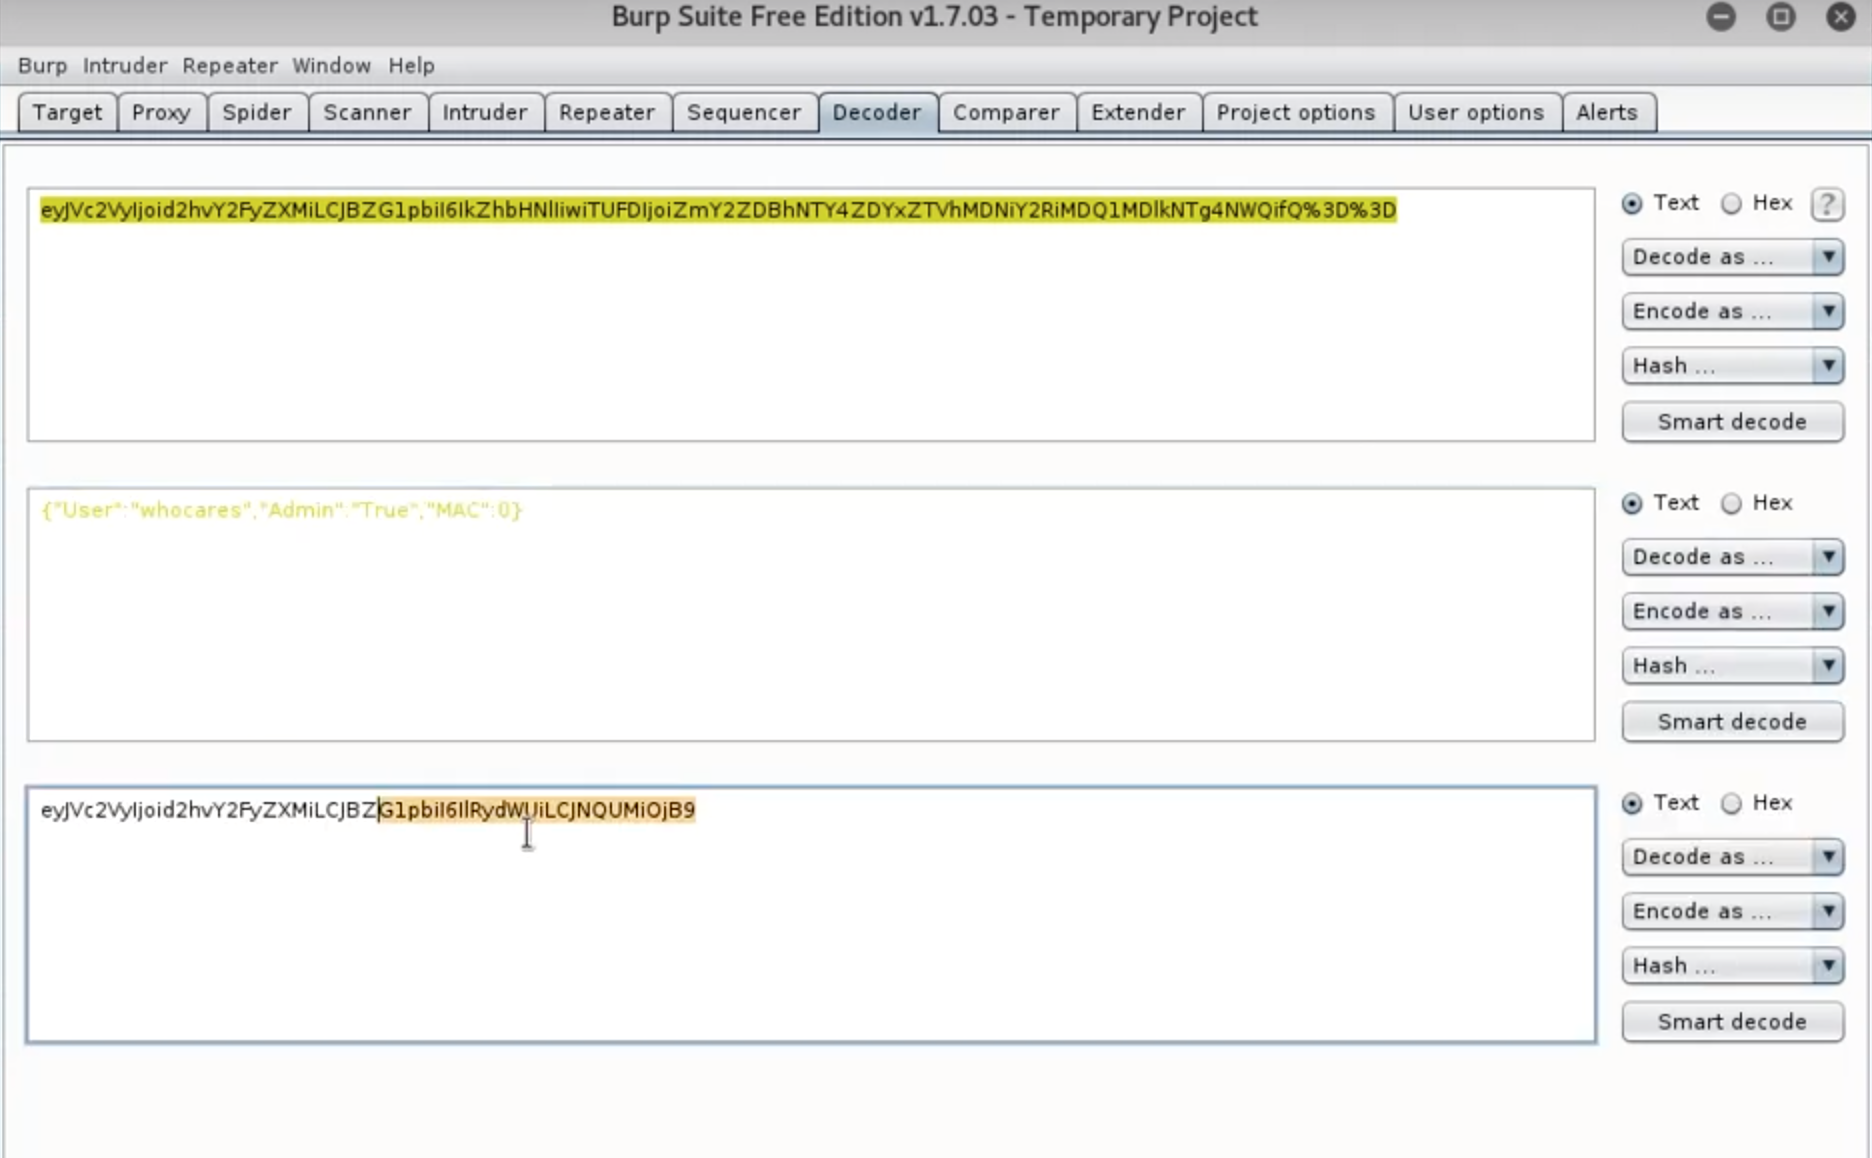 Burp Suite Free Edition v1.7.03 - Temporary Project
Burp Intruder Repeater Window Help
Target Proxy Spider Scanner Intruder Repeater Sequencer Decoder Comparer Extender Project options User options Alerts
eyJVc2VyIjoid2hvY2FyZXMiLCJBZG1pbiI6IkZhbHNlIiwiTUFDIjoiZmY2ZDBhNTY4ZDYxZTVhMDNiY2RiMDQ1MDlkNTg4NWQifQ%3D%3D
Text Hex ?
Decode as ...
Encode as ...
Hash ...
Smart decode
{"User":"whocares","Admin":"True","MAC":0}
Text Hex
Decode as ...
Encode as ...
Hash ...
Smart decode
eyJVc2VyIjoid2hvY2FyZXMiLCJBZG1pbiI6IlRydWUiLCJNQUMiOjB9
Text Hex
Decode as ...
Encode as ...
Hash ...
Smart decode